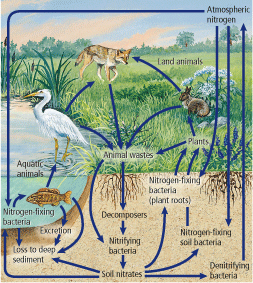 Atmospheric
nitrogen
Land animals
Plants
Animal wastes
Aquatic
animals
Nitrogen-fixing
bacteria
(plant roots)
Nitrogen-fixing
bacteria
Decomposers
Excretion
Nitrifying
bacteria
Nitrogen-fixing
soil bacteria
Loss to deep
sediment
Soil nitrates
Denitrifying
bacteria